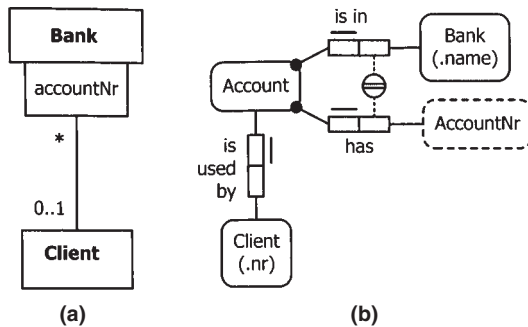 Bank
accountNr
*
0..1
Client
(a)
is in
Bank
(.name)
Account
AccountNr
has
is
used
by
Client
(.nr)
(b)